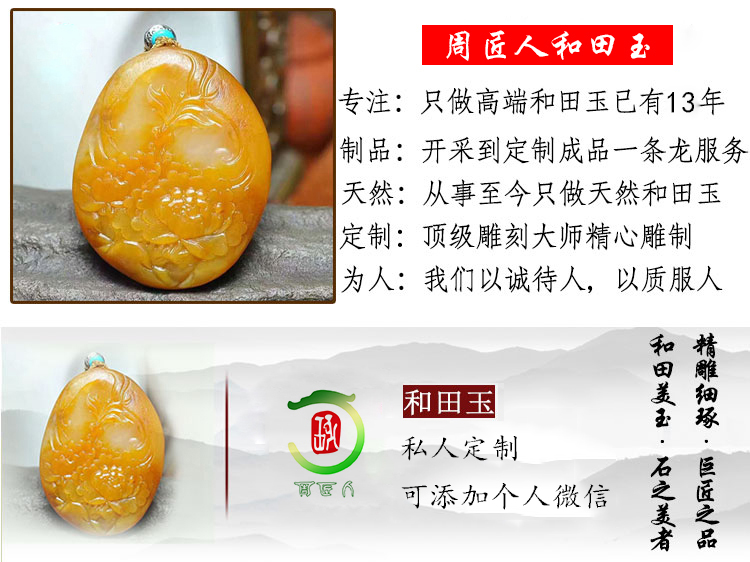 周匠人和田玉
专注：只做高端和田玉已有13年
制品：开采到定制成品一条龙服务
天然：从事至今只做天然和田玉
定制：顶级雕刻大师精心雕制
为人：我们以诚待人，以质服人
和田玉
私人定制
可添加个人微信
周匠人
精雕细琢·巨匠之品
和田美玉·石之美者